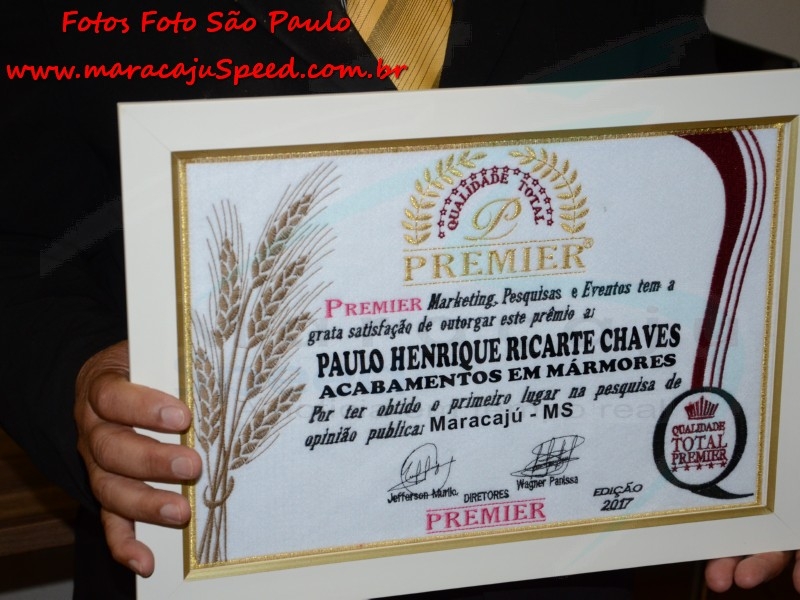 Fotos Foto São Paulo
www.maracajuSpeed.com.br
QUALIDADE TOTAL
P
PREMIER®
PREMIER Marketing, Pesquisas e Eventos tem a
grata satisfação de outorgar este prêmio a:
PAULO HENRIQUE RICARTE CHAVES
ACABAMENTOS EM MÁRMORES
Por ter obtido o primeiro lugar na pesquisa de
opinião publica: Maracajú - MS
QUALIDADE
TOTAL
PREMIER
Jefferson Murilo. DIRETORES Wagner Parissa
EDIÇÃO
2017
PREMIER